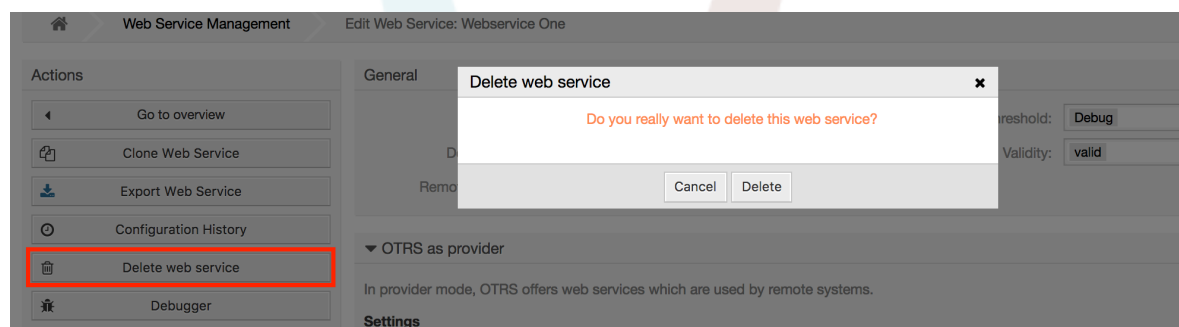 Web Service Management
Edit Web Service: Webservice One
Actions
Go to overview
Clone Web Service
Export Web Service
Configuration History
Delete web service
Debugger
General
Delete web service
Do you really want to delete this web service?
Cancel
Delete
Debug
Validity:
valid
OTRS as provider
In provider mode, OTRS offers web services which are used by remote systems.
Settings